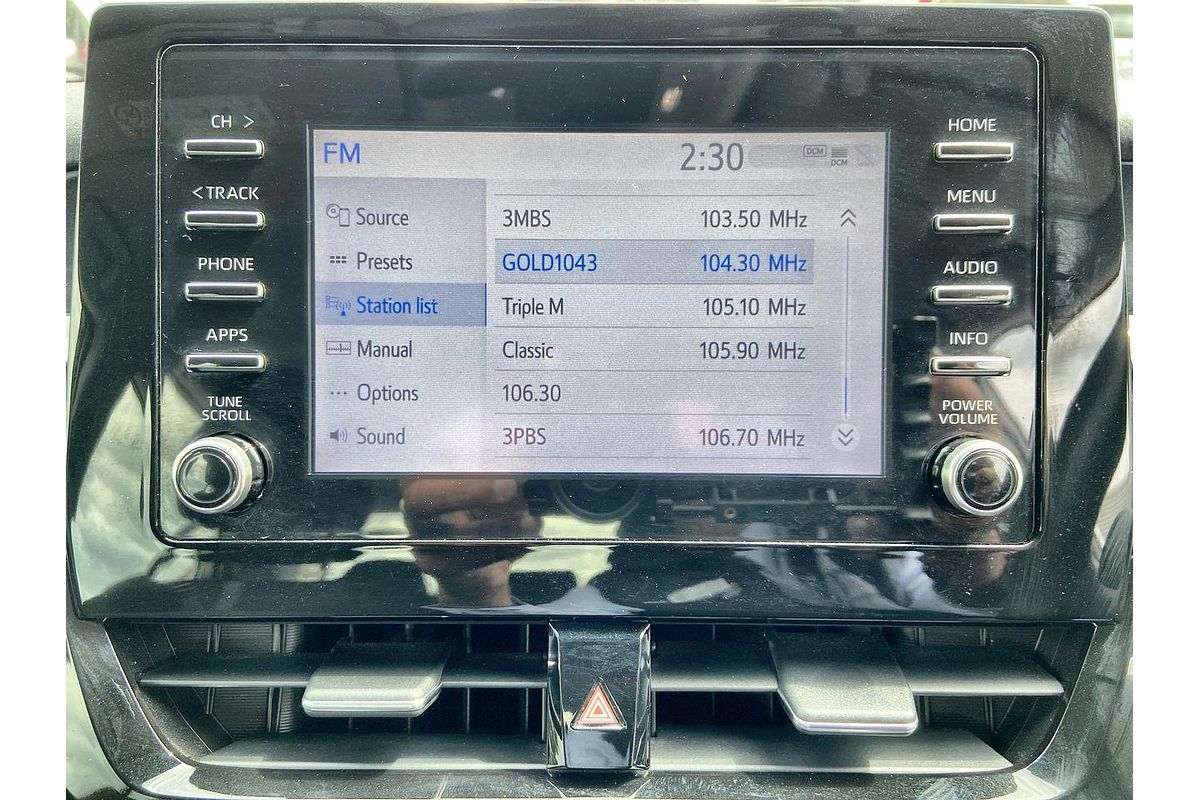 CH >
< TRACK
PHONE
APPS
TUNE
SCROLL
FM
2:30
DCM
DCM
Source
Presets
Station list
Manual
Options
Sound
3MBS 103.50 MHz
GOLD1043 104.30 MHz
Triple M 105.10 MHz
Classic 105.90 MHz
106.30
3PBS 106.70 MHz
HOME
MENU
AUDIO
INFO
POWER
VOLUME